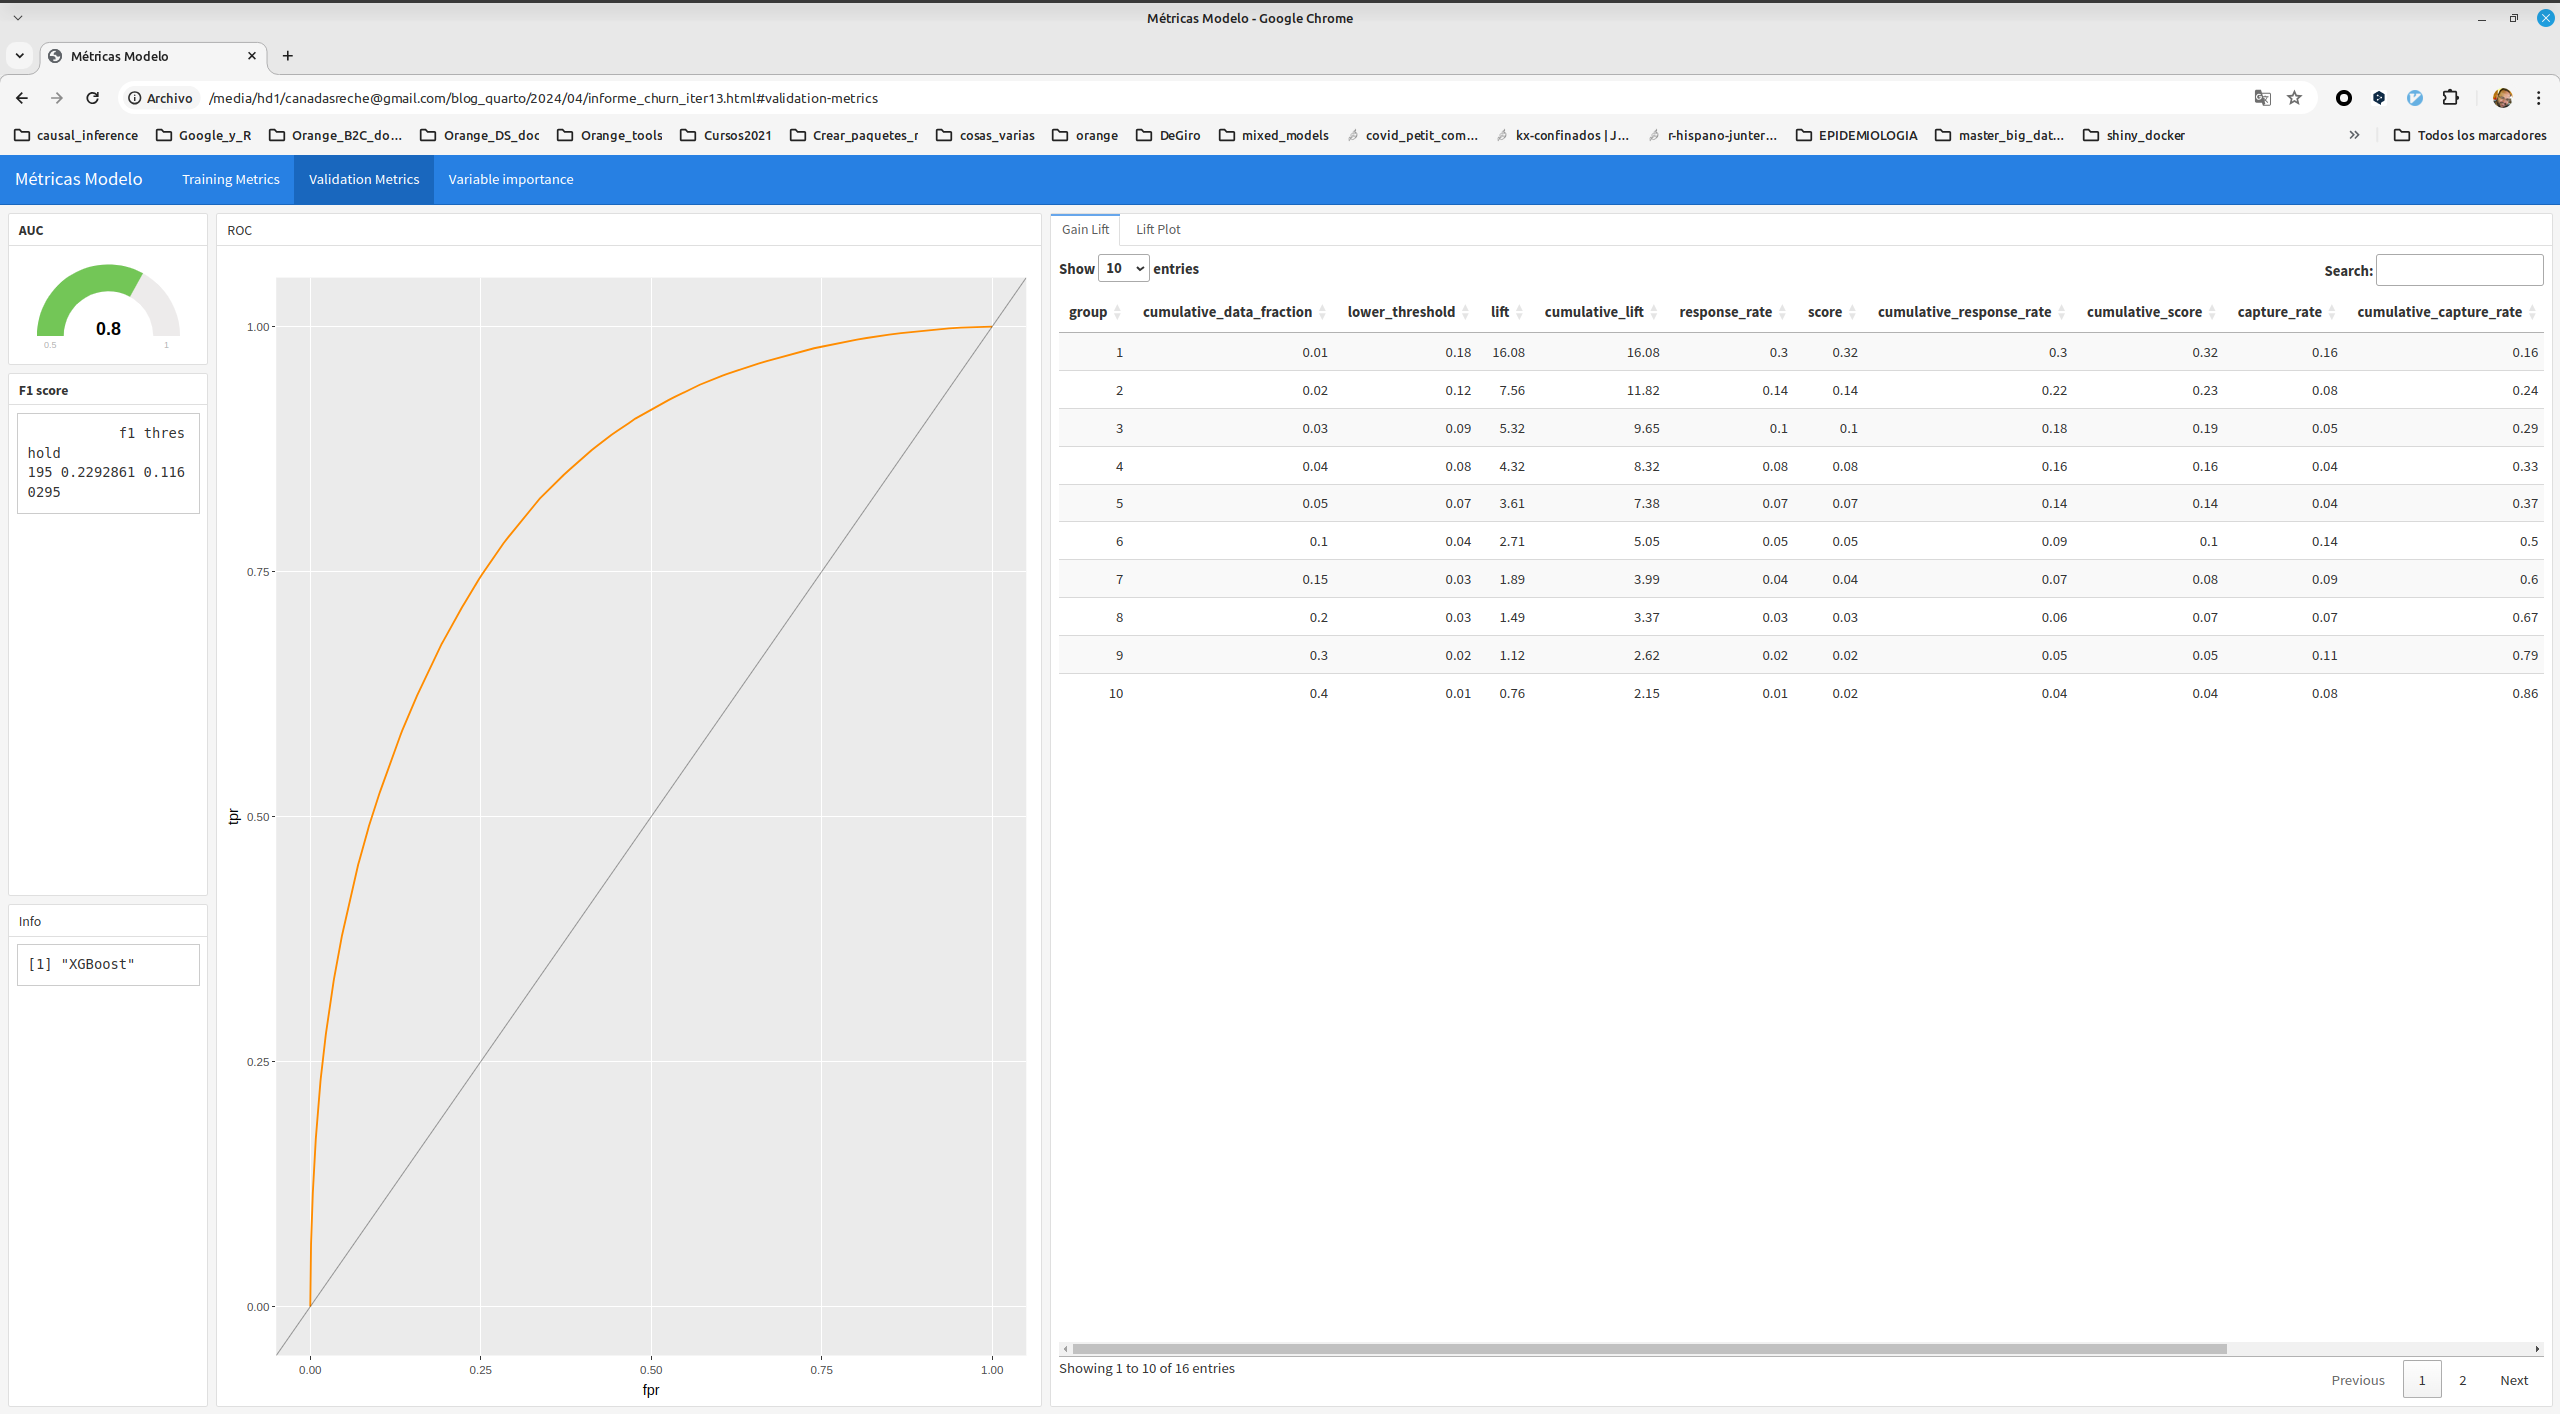 Métricas Modelo - Google Chrome
Métricas Modelo
Archivo /media/hd1/canadasreche@gmail.com/blog_quarto/2024/04/informe_churn_iter13.html#validation-metrics
causal_inference Google_y_R Orange_B2C_do... Orange_DS_doc Orange_tools Cursos2021 Crear_paquetes_r cosas_varias orange DeGiro mixed_models covid_petit_com... kx-confinados | J... r-hispano-junter... EPIDEMIOLOGIA master_big_dat... shiny_docker » Todos los marcadores
Métricas Modelo Training Metrics Validation Metrics Variable importance
AUC
0.8
0.5 1
F1 score
f1 thres
hold
195 0.2292861 0.116
0295
Info
[1] "XGBoost"
ROC
1.00
0.75
0.50
0.25
0.00
tpr
0.00 0.25 0.50 0.75 1.00
fpr
Gain Lift Lift Plot
Show 10 entries Search:
group cumulative_data_fraction lower_threshold lift cumulative_lift response_rate score cumulative_response_rate cumulative_score capture_rate cumulative_capture_rate
1 0.01 0.18 16.08 16.08 0.3 0.32 0.3 0.32 0.16 0.16
2 0.02 0.12 7.56 11.82 0.14 0.14 0.22 0.23 0.08 0.24
3 0.03 0.09 5.32 9.65 0.1 0.1 0.18 0.19 0.05 0.29
4 0.04 0.08 4.32 8.32 0.08 0.08 0.16 0.16 0.04 0.33
5 0.05 0.07 3.61 7.38 0.07 0.07 0.14 0.14 0.04 0.37
6 0.1 0.04 2.71 5.05 0.05 0.05 0.09 0.1 0.14 0.5
7 0.15 0.03 1.89 3.99 0.04 0.04 0.07 0.08 0.09 0.6
8 0.2 0.03 1.49 3.37 0.03 0.03 0.06 0.07 0.07 0.67
9 0.3 0.02 1.12 2.62 0.02 0.02 0.05 0.05 0.11 0.79
10 0.4 0.01 0.76 2.15 0.01 0.02 0.04 0.04 0.08 0.86
Showing 1 to 10 of 16 entries
Previous 1 2 Next